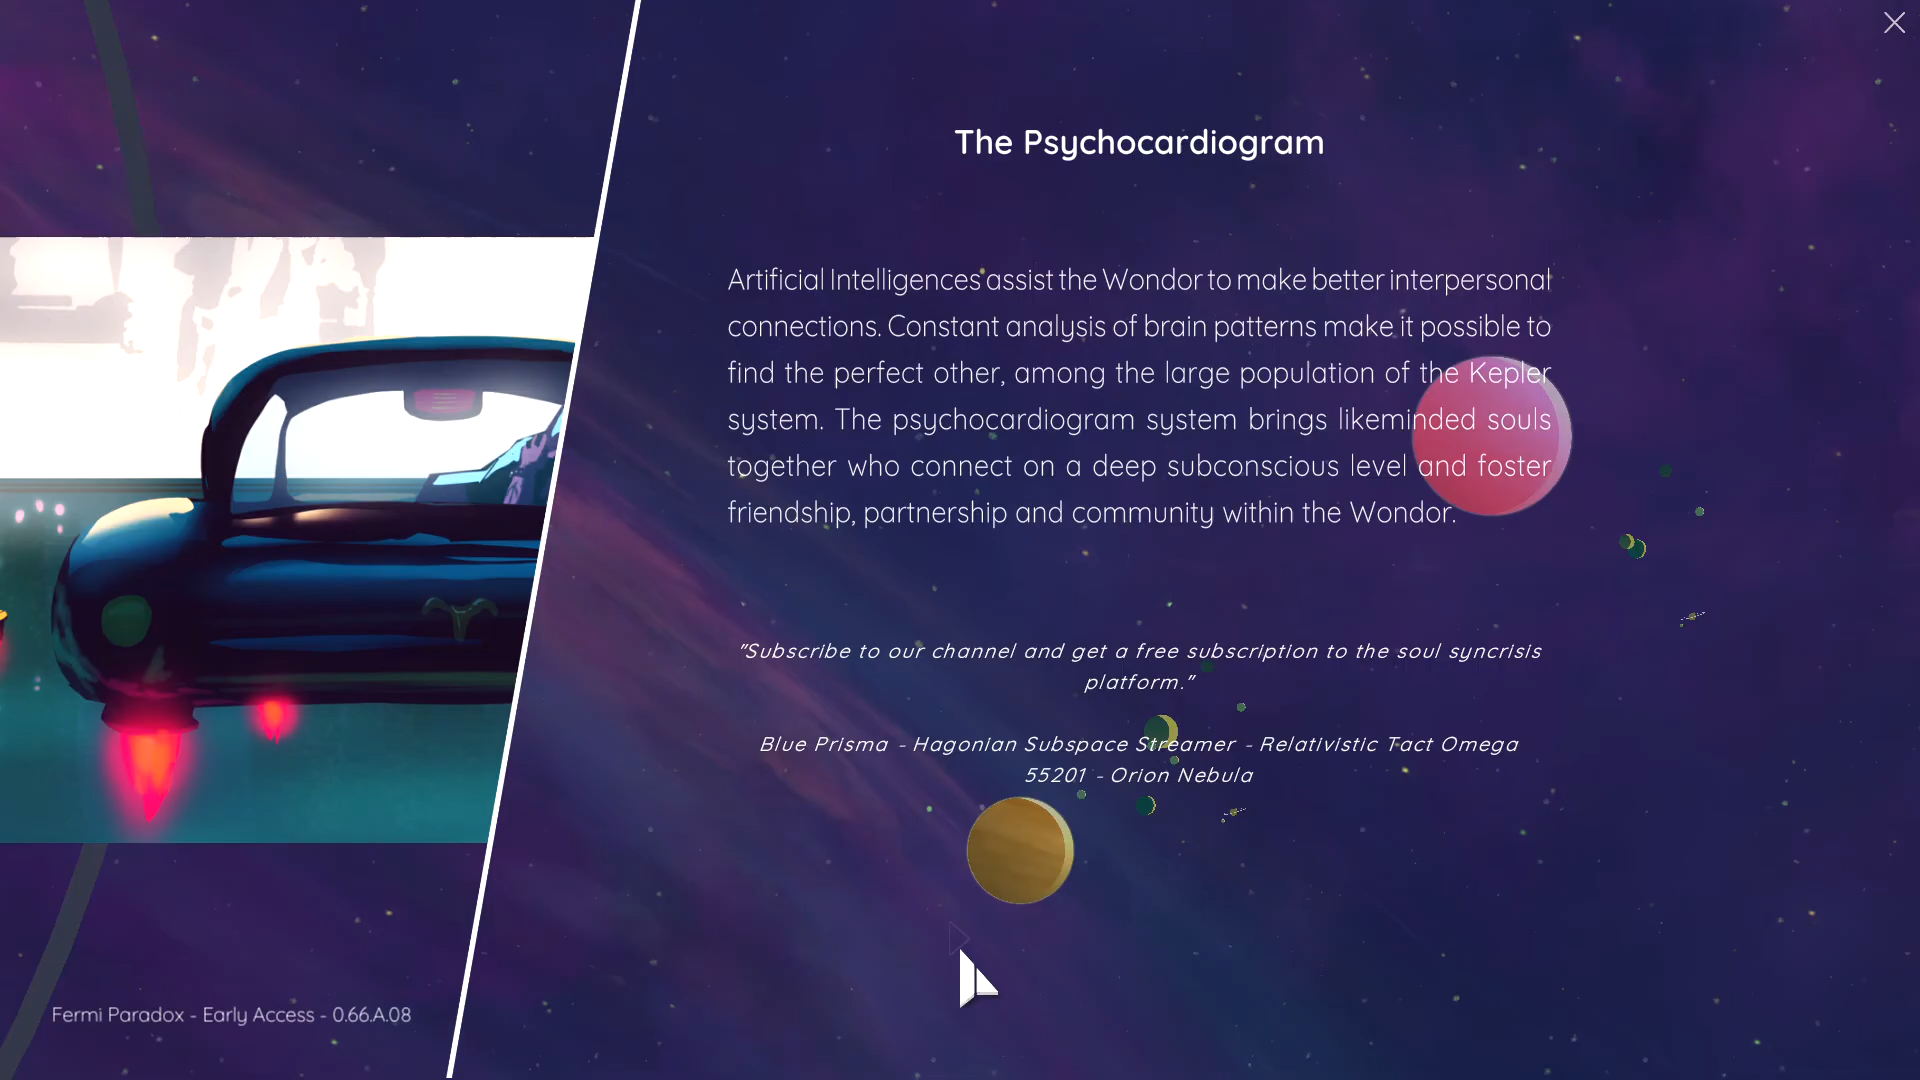 The Psychocardiogram
Artificial Intelligences assist the Wondor to make better interpersonal
connections. Constant analysis of brain patterns make it possible to
find the perfect other, among the large population of the Kepler
system. The psychocardiogram system brings likeminded souls
together who connect on a deep subconscious level and foster
friendship, partnership and community within the Wondor.
"Subscribe to our channel and get a free subscription to the soul syncrisis
platform."
Blue Prisma - Hagonian Subspace Streamer - Relativistic Tact Omega
55201 - Orion Nebula
Fermi Paradox - Early Access - 0.66.A.08